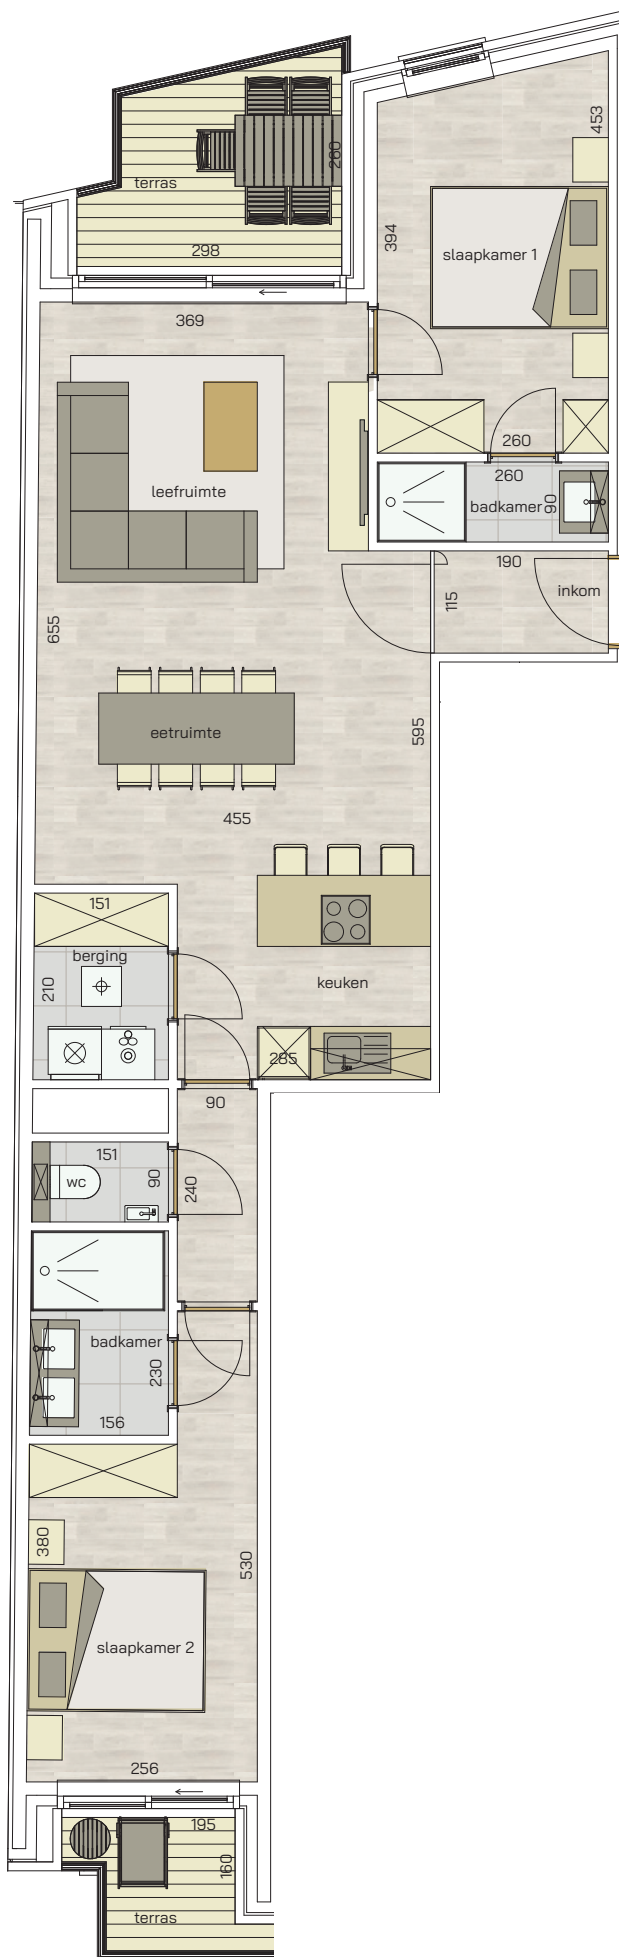 453
260
terras
394
slaapkamer 1
298
369
260
260
leefruimte
badkamer
90
190
inkom
115
655
595
eetruimte
455
151
berging
keuken
210
285
90
151
wc
90
240
badkamer
230
156
380
530
slaapkamer 2
256
195
160
terras